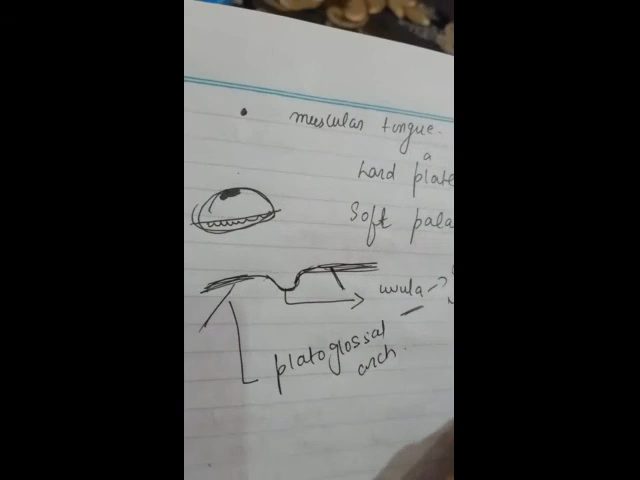 • muscular tongue.
a
hard plate
Soft pala
uvula
platoglossal
arch.